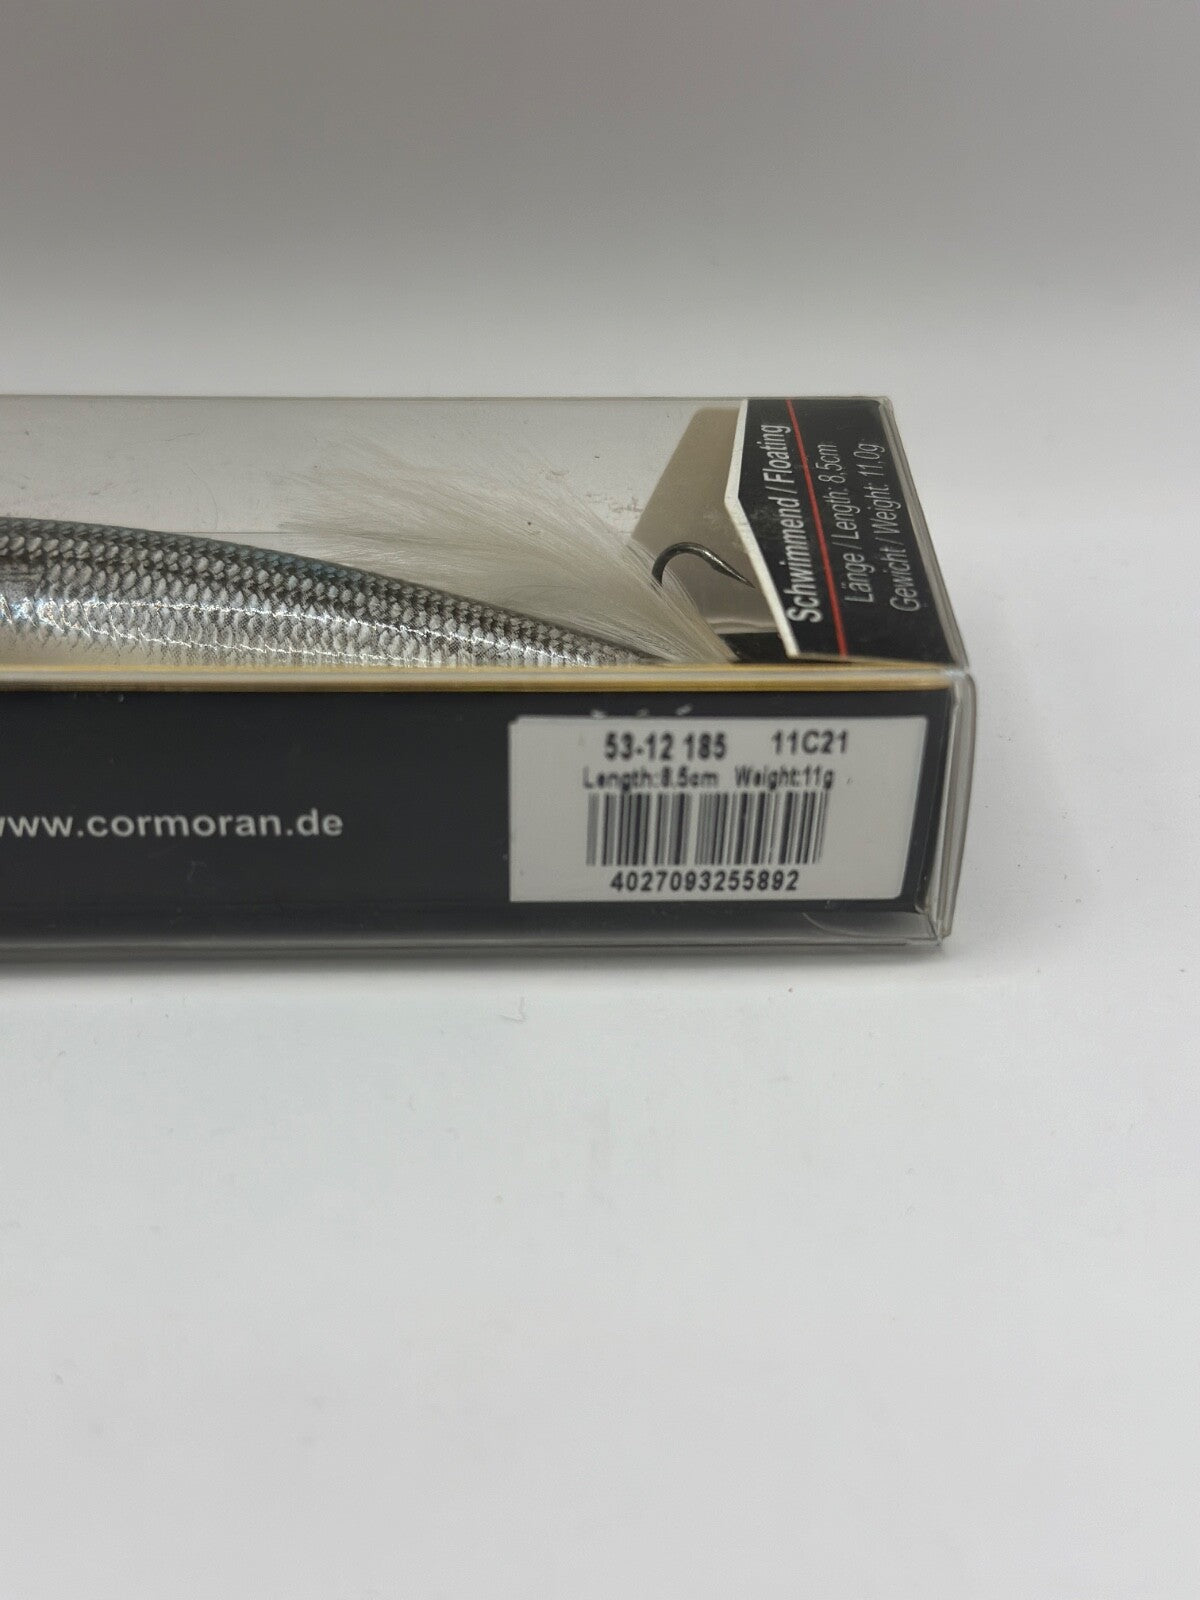 Schwimmend / Floating
Länge / Length: 8,5cm
Gewicht / Weight: 11.0g
53-12 185 11C21
Length:8.5cm Weight:11g
www.cormoran.de
4027093255892